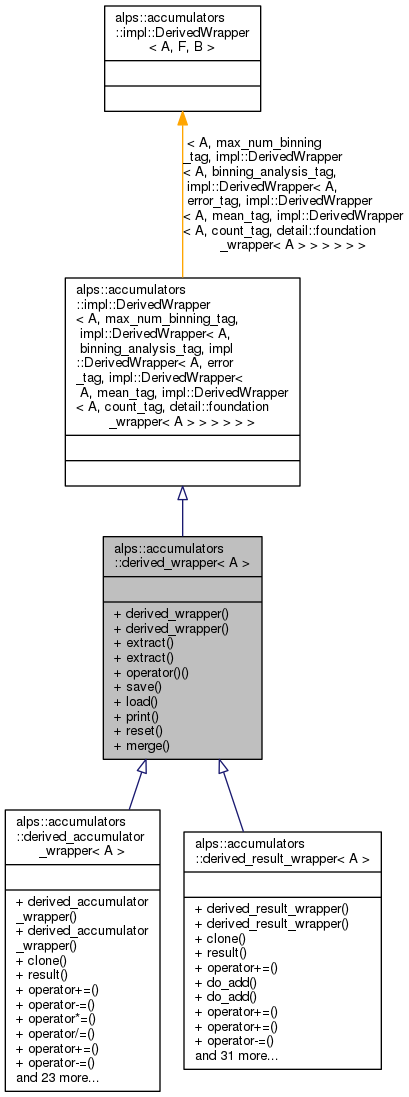 alps::accumulators
::impl::DerivedWrapper
< A, F, B >
< A, max_num_binning
_tag, impl::DerivedWrapper
< A, binning_analysis_tag,
impl::DerivedWrapper< A,
error_tag, impl::DerivedWrapper
< A, mean_tag, impl::DerivedWrapper
< A, count_tag, detail::foundation
_wrapper< A > > > > > >
alps::accumulators
::impl::DerivedWrapper
< A, max_num_binning_tag,
impl::DerivedWrapper< A,
binning_analysis_tag, impl
::DerivedWrapper< A, error
_tag, impl::DerivedWrapper<
A, mean_tag, impl::DerivedWrapper
< A, count_tag, detail::foundation
_wrapper< A > > > > > >
alps::accumulators
::derived_wrapper< A >
+ derived_wrapper()
+ derived_wrapper()
+ extract()
+ extract()
+ operator()()
+ save()
+ load()
+ print()
+ reset()
+ merge()
alps::accumulators
::derived_accumulator
_wrapper< A >
+ derived_accumulator
_wrapper()
+ derived_accumulator
_wrapper()
+ clone()
+ result()
+ operator+=()
+ operator-=()
+ operator*=()
+ operator/=()
+ operator+=()
+ operator-=()
and 23 more...
alps::accumulators
::derived_result_wrapper< A >
+ derived_result_wrapper()
+ derived_result_wrapper()
+ clone()
+ result()
+ operator+=()
+ do_add()
+ do_add()
+ operator+=()
+ operator+=()
+ operator-=()
and 31 more...